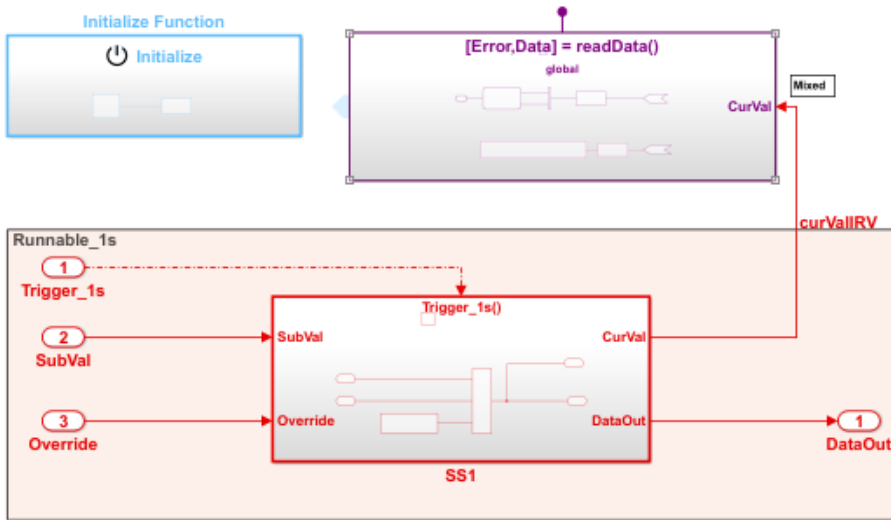 Initialize Function
Initialize
[Error,Data] = readData()
global
Mixed
CurVal
curValIRV
Runnable_1s
1
Trigger_1s
Trigger_1s()
2
SubVal
SubVal
CurVal
3
Override
Override
DataOut
1
DataOut
SS1